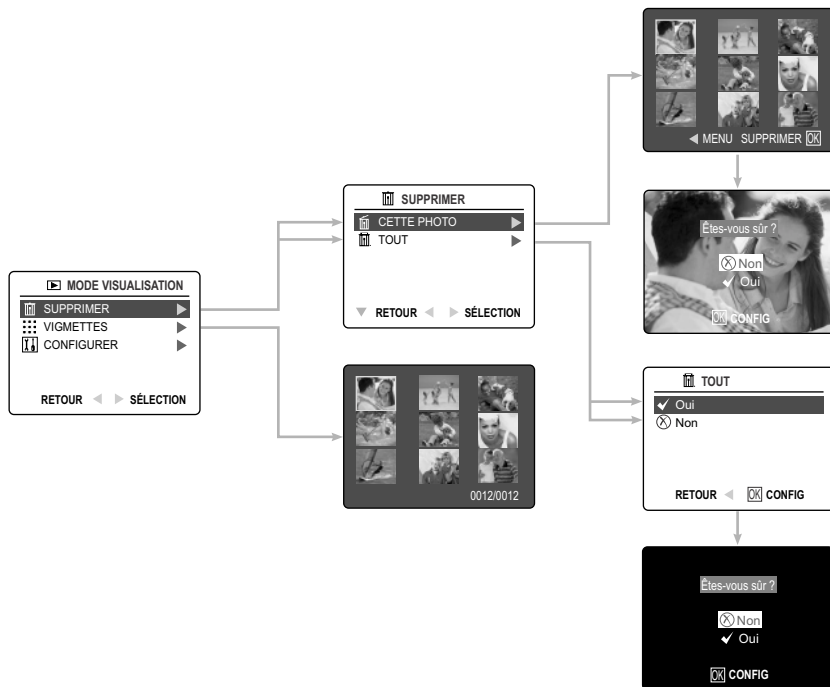 MODE VISUALISATION
SUPPRIMER
VIGMETTES
CONFIGURER
RETOUR SÉLECTION
SUPPRIMER
CETTE PHOTO
TOUT
RETOUR SÉLECTION
0012/0012
MENU SUPPRIMER OK
Êtes-vous sûr ?
Non
Oui
OK CONFIG
TOUT
Oui
Non
RETOUR OK CONFIG
Êtes-vous sûr ?
Non
Oui
OK CONFIG